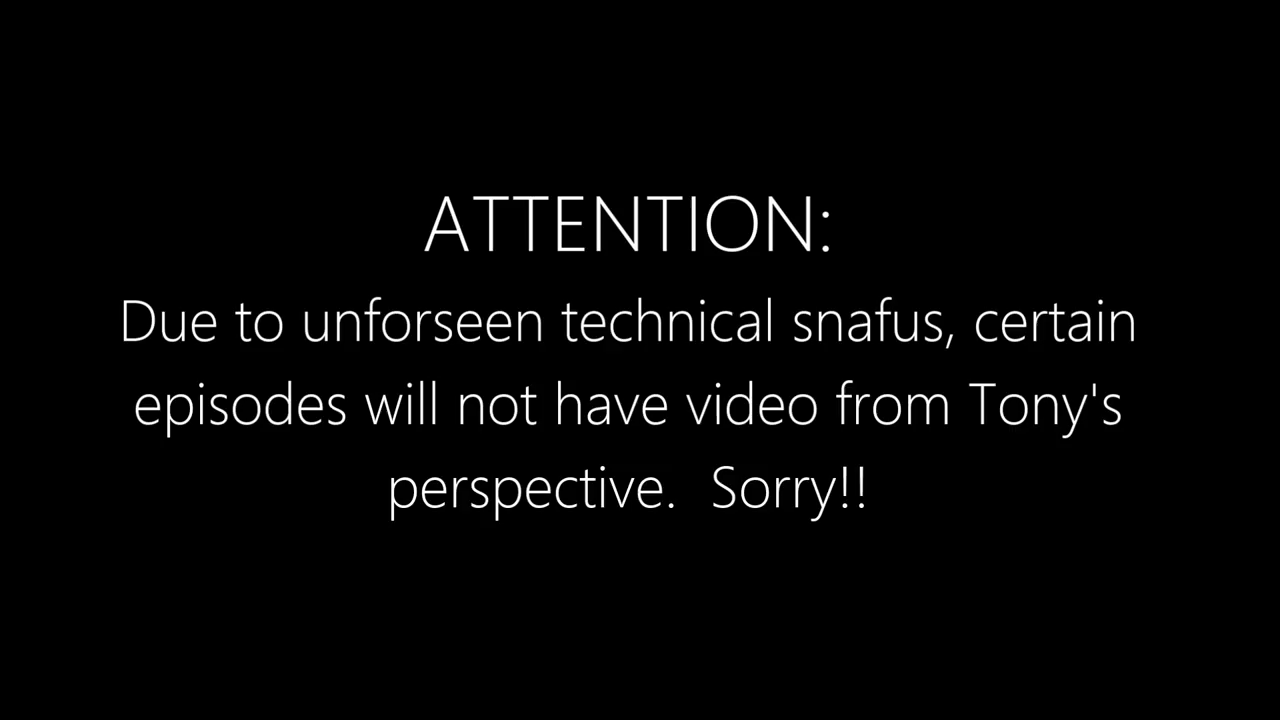 ATTENTION:
Due to unforseen technical snafus, certain
episodes will not have video from Tony's
perspective.  Sorry!!